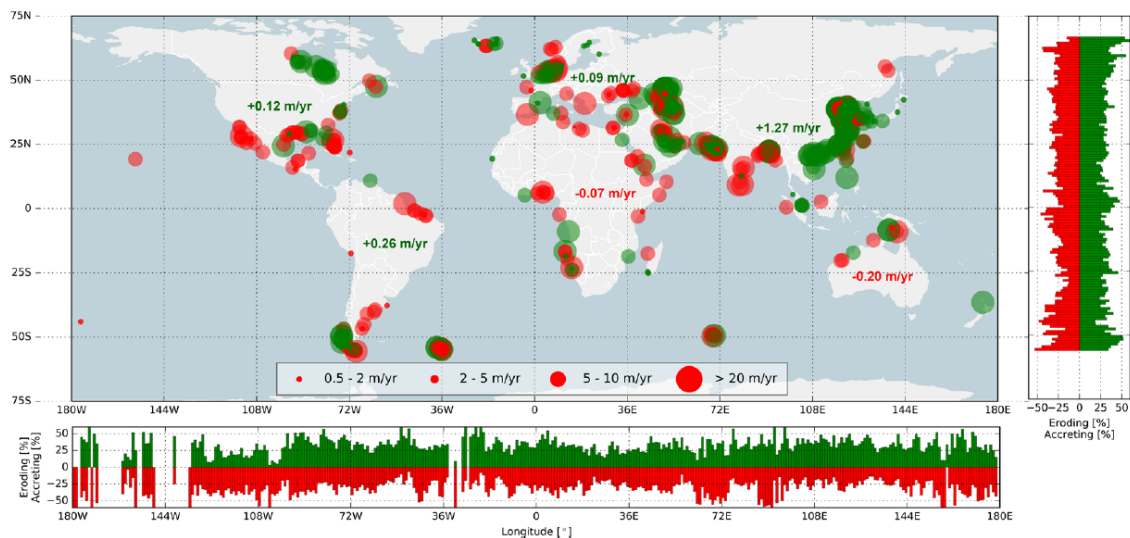 75N
50N
25N
0
25S
50S
75S
+0.12 m/yr
+0.09 m/yr
+1.27 m/yr
-0.07 m/yr
+0.26 m/yr
-0.20 m/yr
0.5 - 2 m/yr 2 - 5 m/yr 5 - 10 m/yr > 20 m/yr
180W 144W 108W 72W 36W 0 36E 72E 108E 144E 180E
−50 −25 0 25 50
Eroding [%]
Accreting [%]
Eroding [%]
Accreting [%]
50
25
0
−25
−50
180W 144W 108W 72W 36W 0 36E 72E 108E 144E 180E
Longitude [°]